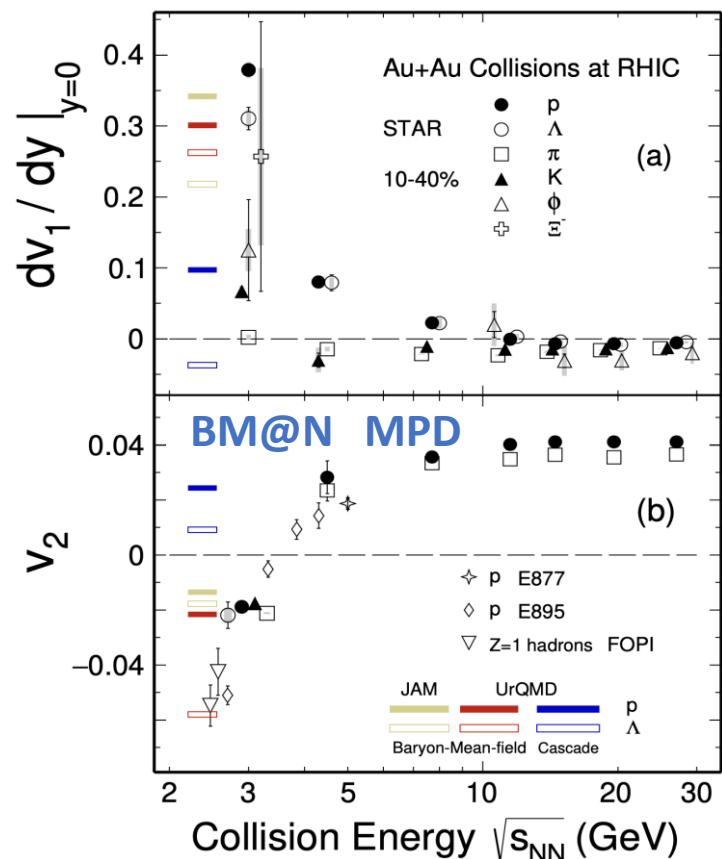 dv1 / dy |y=0
0.4
0.3
0.2
0.1
0
Au+Au Collisions at RHIC
STAR
10-40%
p
Λ
π
K
ϕ
Ξ-
(a)
BM@N MPD
v2
0.04
0
−0.04
(b)
p E877
p E895
Z=1 hadrons FOPI
JAM UrQMD
p
Λ
Baryon-Mean-field Cascade
2 3 4 5 10 20 30
Collision Energy √sNN (GeV)